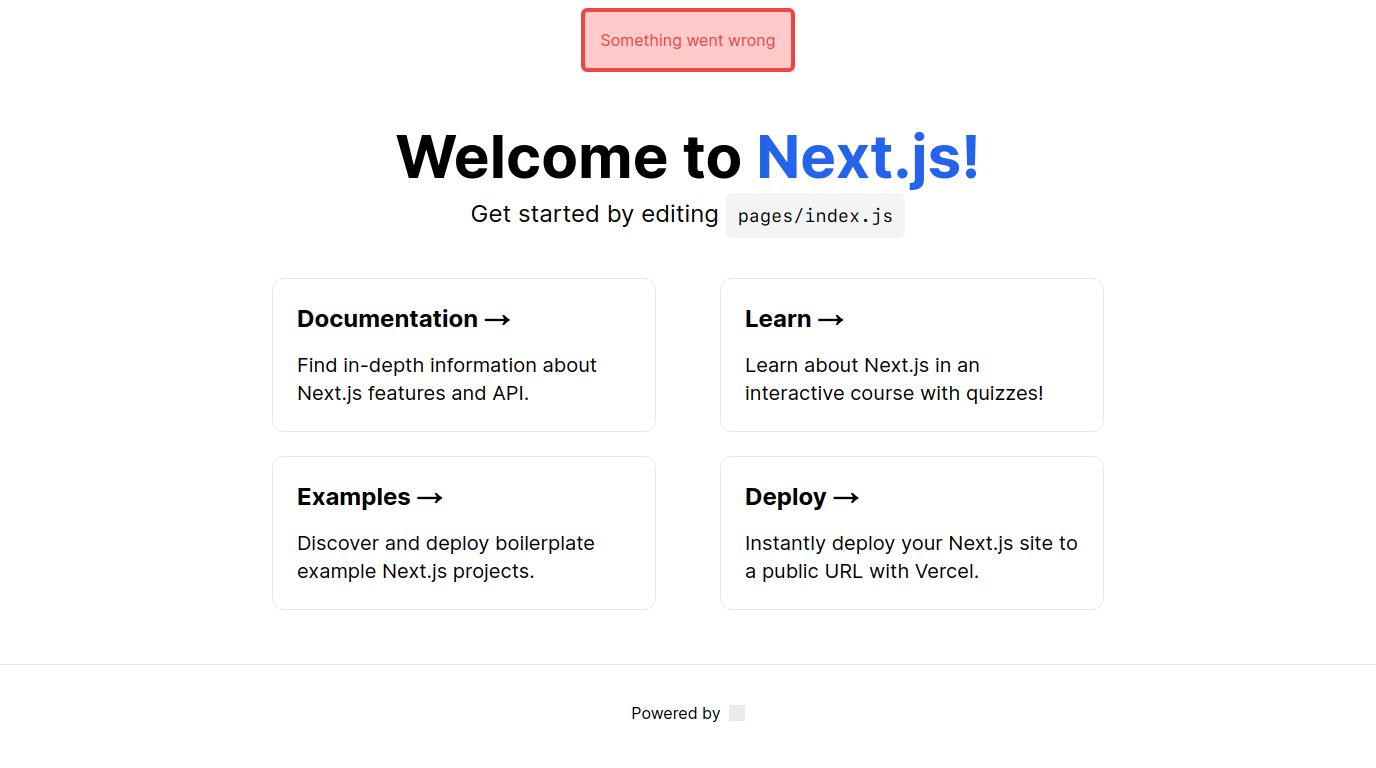 Something went wrong
Welcome to Next.js!
Get started by editing pages/index.js
Documentation →
Find in-depth information about
Next.js features and API.
Learn →
Learn about Next.js in an
interactive course with quizzes!
Examples →
Discover and deploy boilerplate
example Next.js projects.
Deploy →
Instantly deploy your Next.js site to
a public URL with Vercel.
Powered by